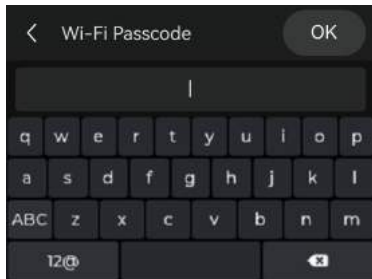 Wi-Fi Passcode OK
q w e r t y u i o p
a s d f g h j k l
ABC z x c v b n m
12@